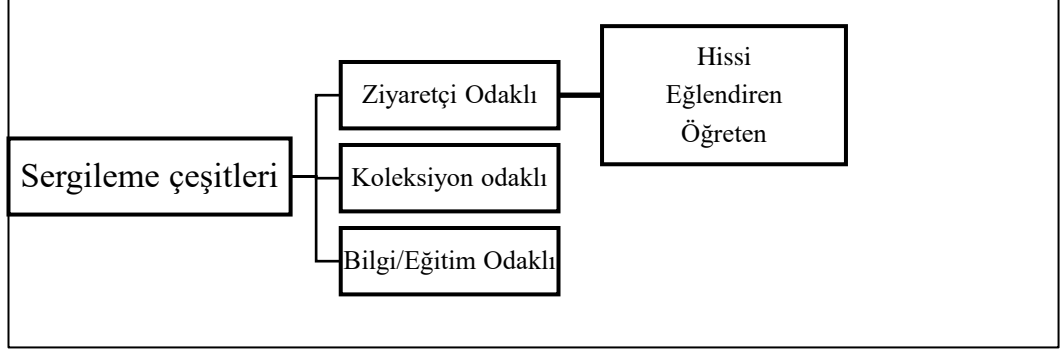 Sergileme çeşitleri
Ziyaretçi Odaklı
Koleksiyon odaklı
Bilgi/Eğitim Odaklı
Hissi
Eğlendiren
Öğreten